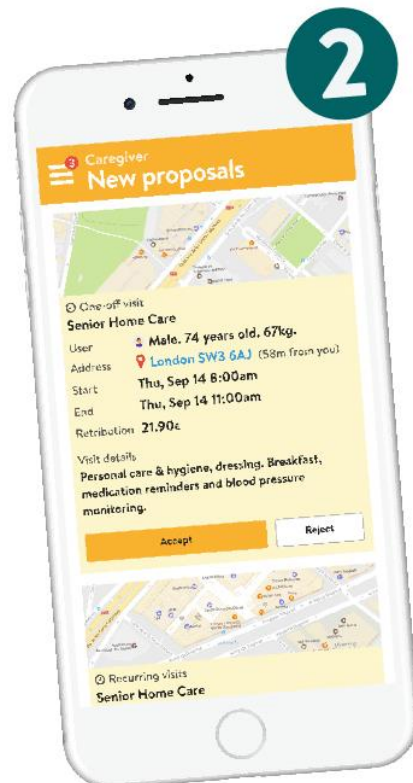 2
3
Caregiver
New proposals
One-off visit
Senior Home Care
User Male. 74 years old. 67kg.
Address London SW3 6AJ (58m from you)
Start Thu, Sep 14 8:00am
End Thu, Sep 14 11:00am
Retribution 21.90£
Visit details
Personal care & hygiene, dressing. Breakfast,
medication reminders and blood pressure
monitoring.
Accept Reject
Recurring visits
Senior Home Care